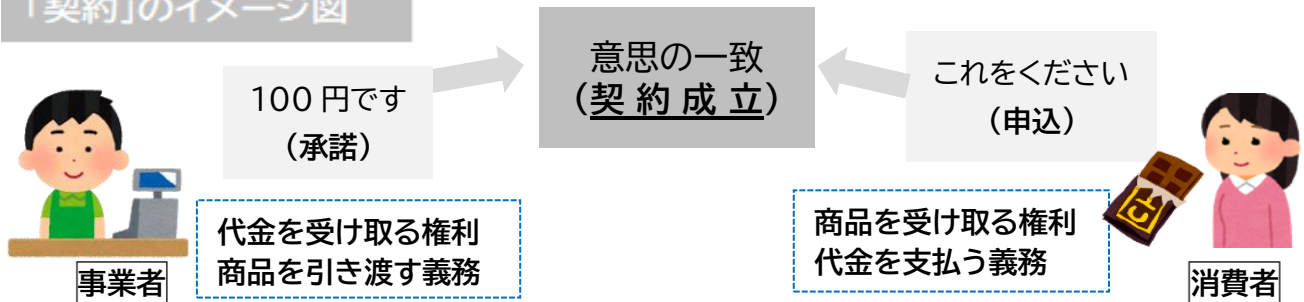 「契約」のイメージ図
100円です
（承諾）
意思の一致
（契約成立）
これをください
（申込）
代金を受け取る権利
商品を引き渡す義務
事業者
商品を受け取る権利
代金を支払う義務
消費者